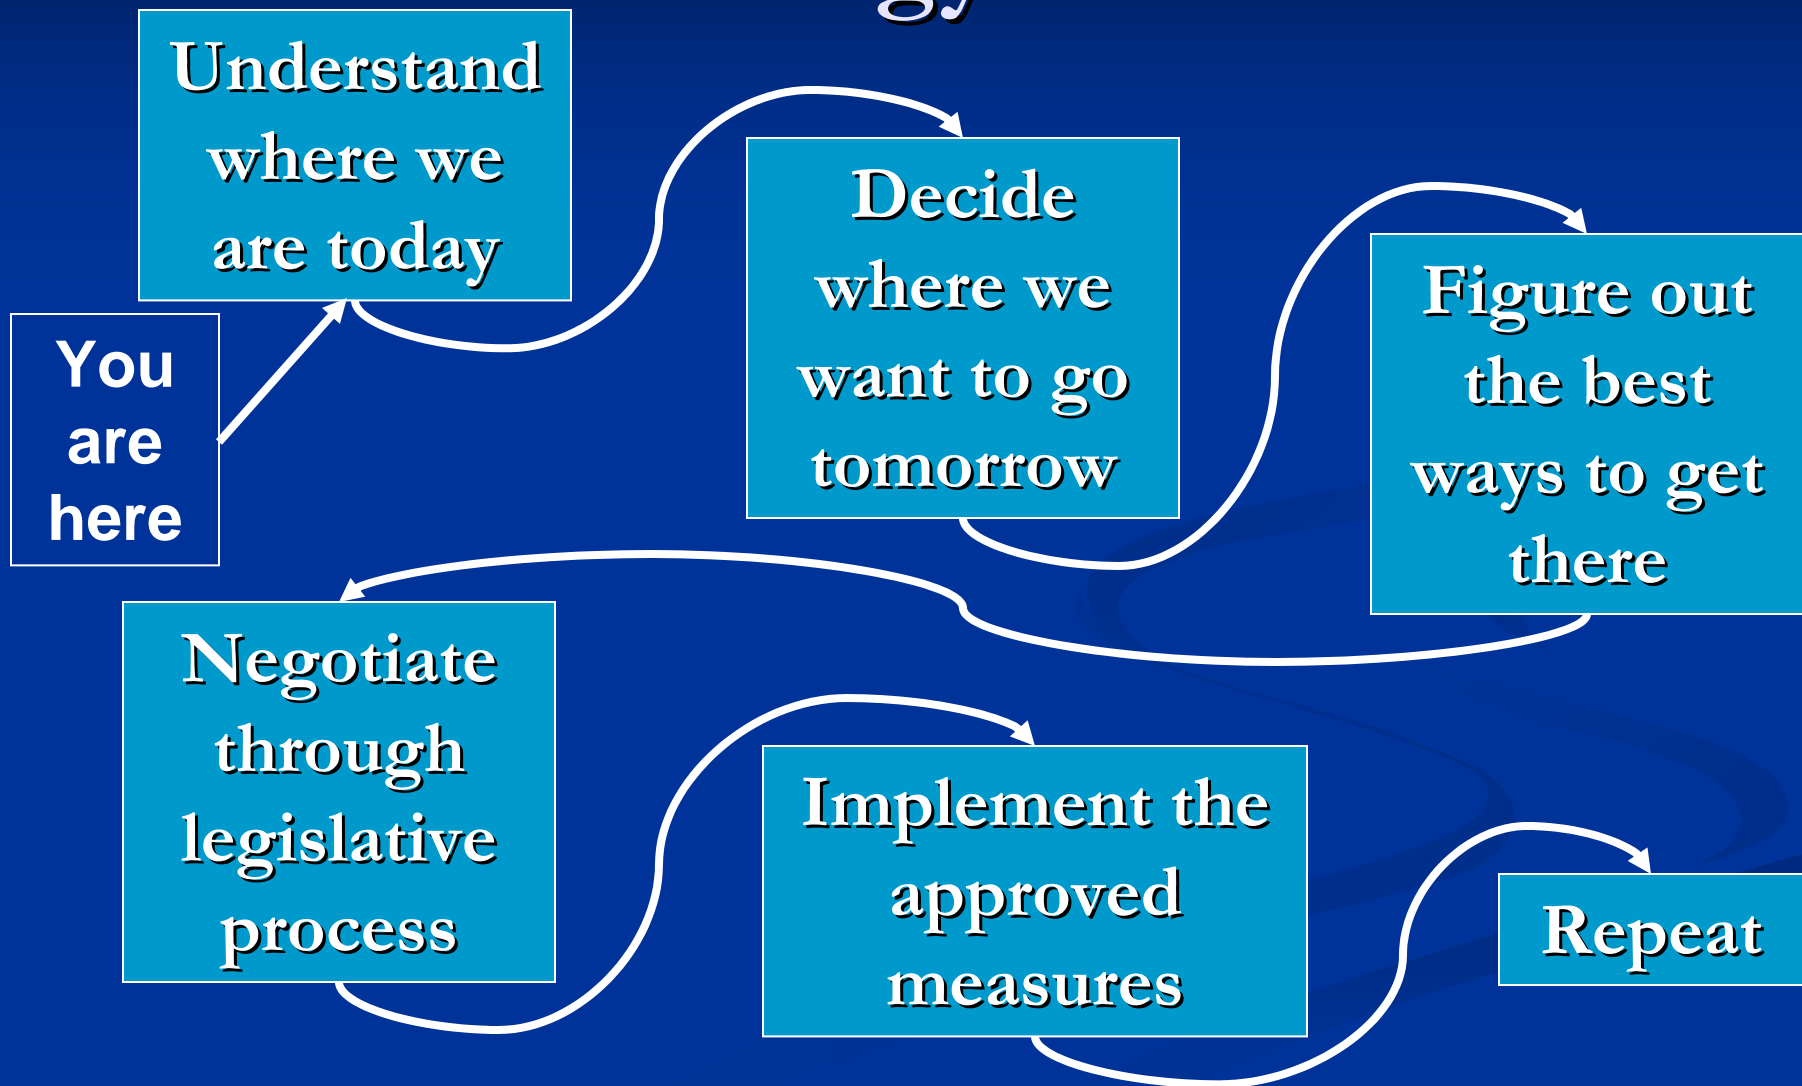 Understand
where we
are today
Decide
where we
want to go
tomorrow
Figure out
the best
ways to get
there
You
are
here
Negotiate
through
legislative
process
Implement the
approved
measures
Repeat